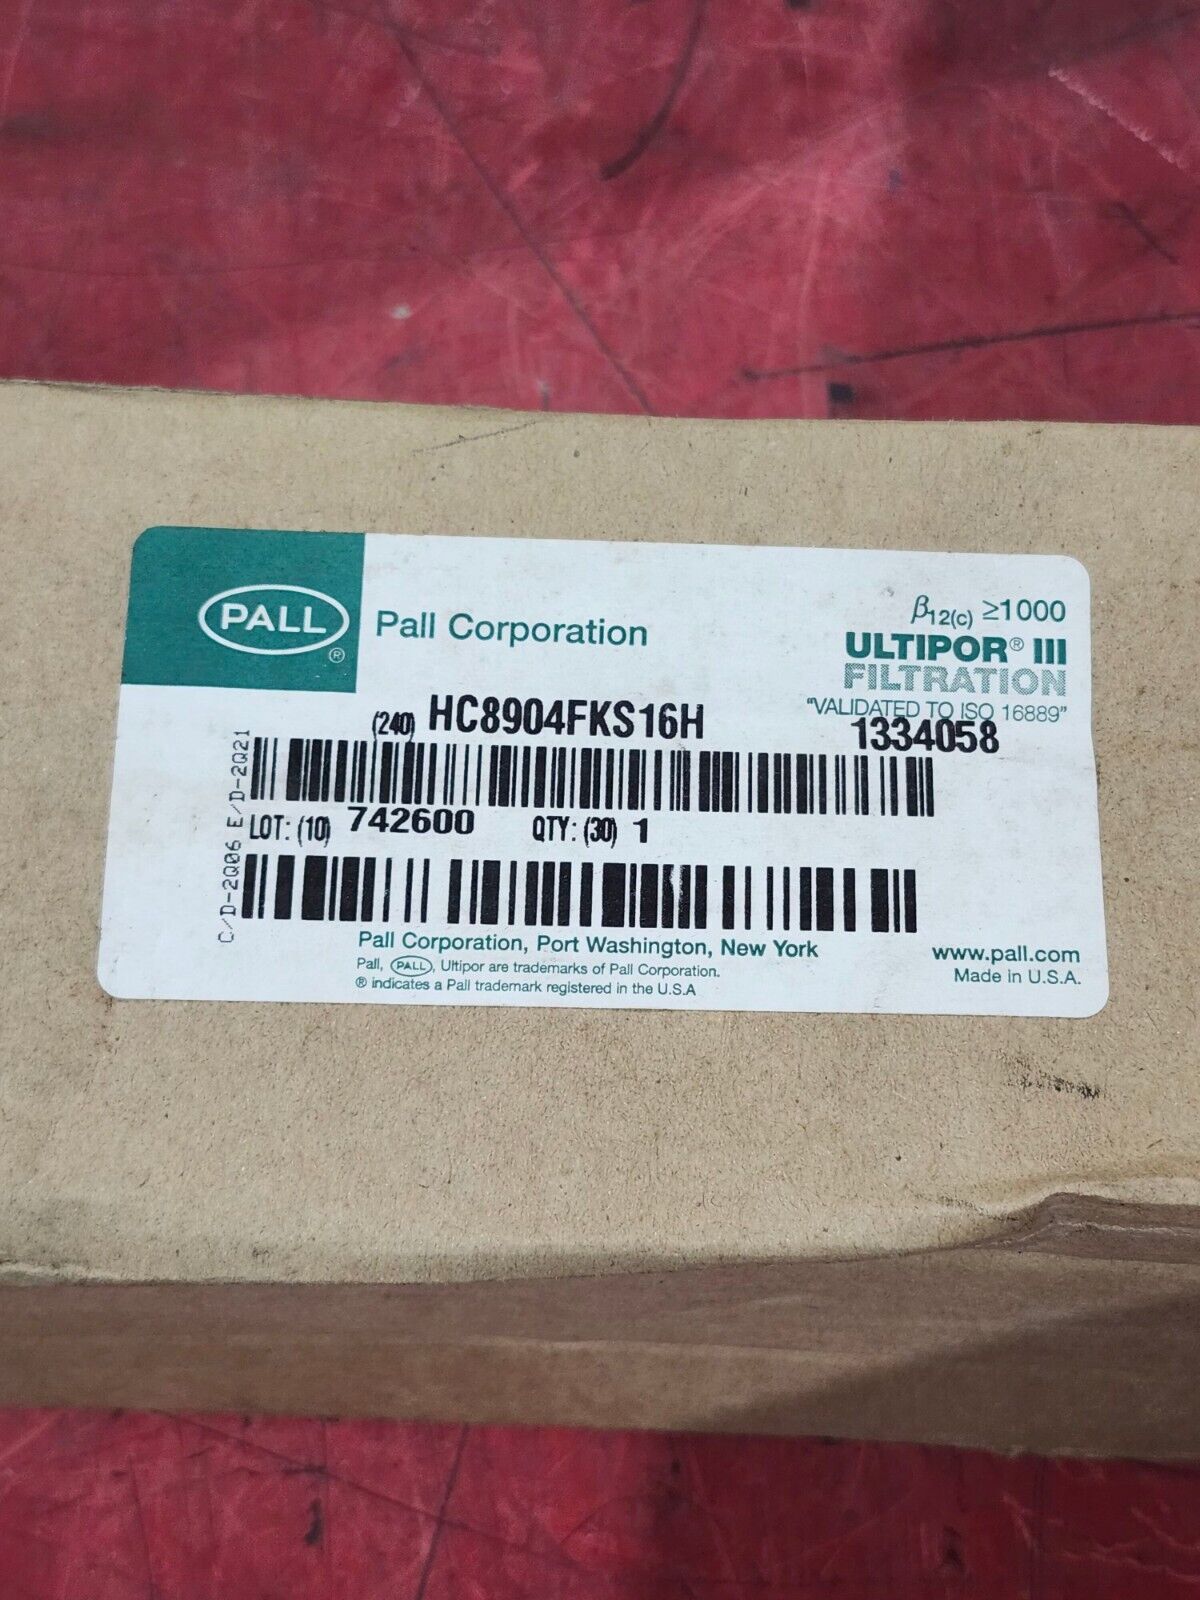 PALL
®
Pall Corporation
β12(c) ≥1000
ULTIPOR® III
FILTRATION
"VALIDATED TO ISO 16889"
(240) HC8904FKS16H
1334058
LOT: (10) 742600 QTY: (30) 1
C/D-2Q06 E/D-2Q21
Pall Corporation, Port Washington, New York
Pall, PALL, Ultipor are trademarks of Pall Corporation.
® indicates a Pall trademark registered in the U.S.A
www.pall.com
Made in U.S.A.